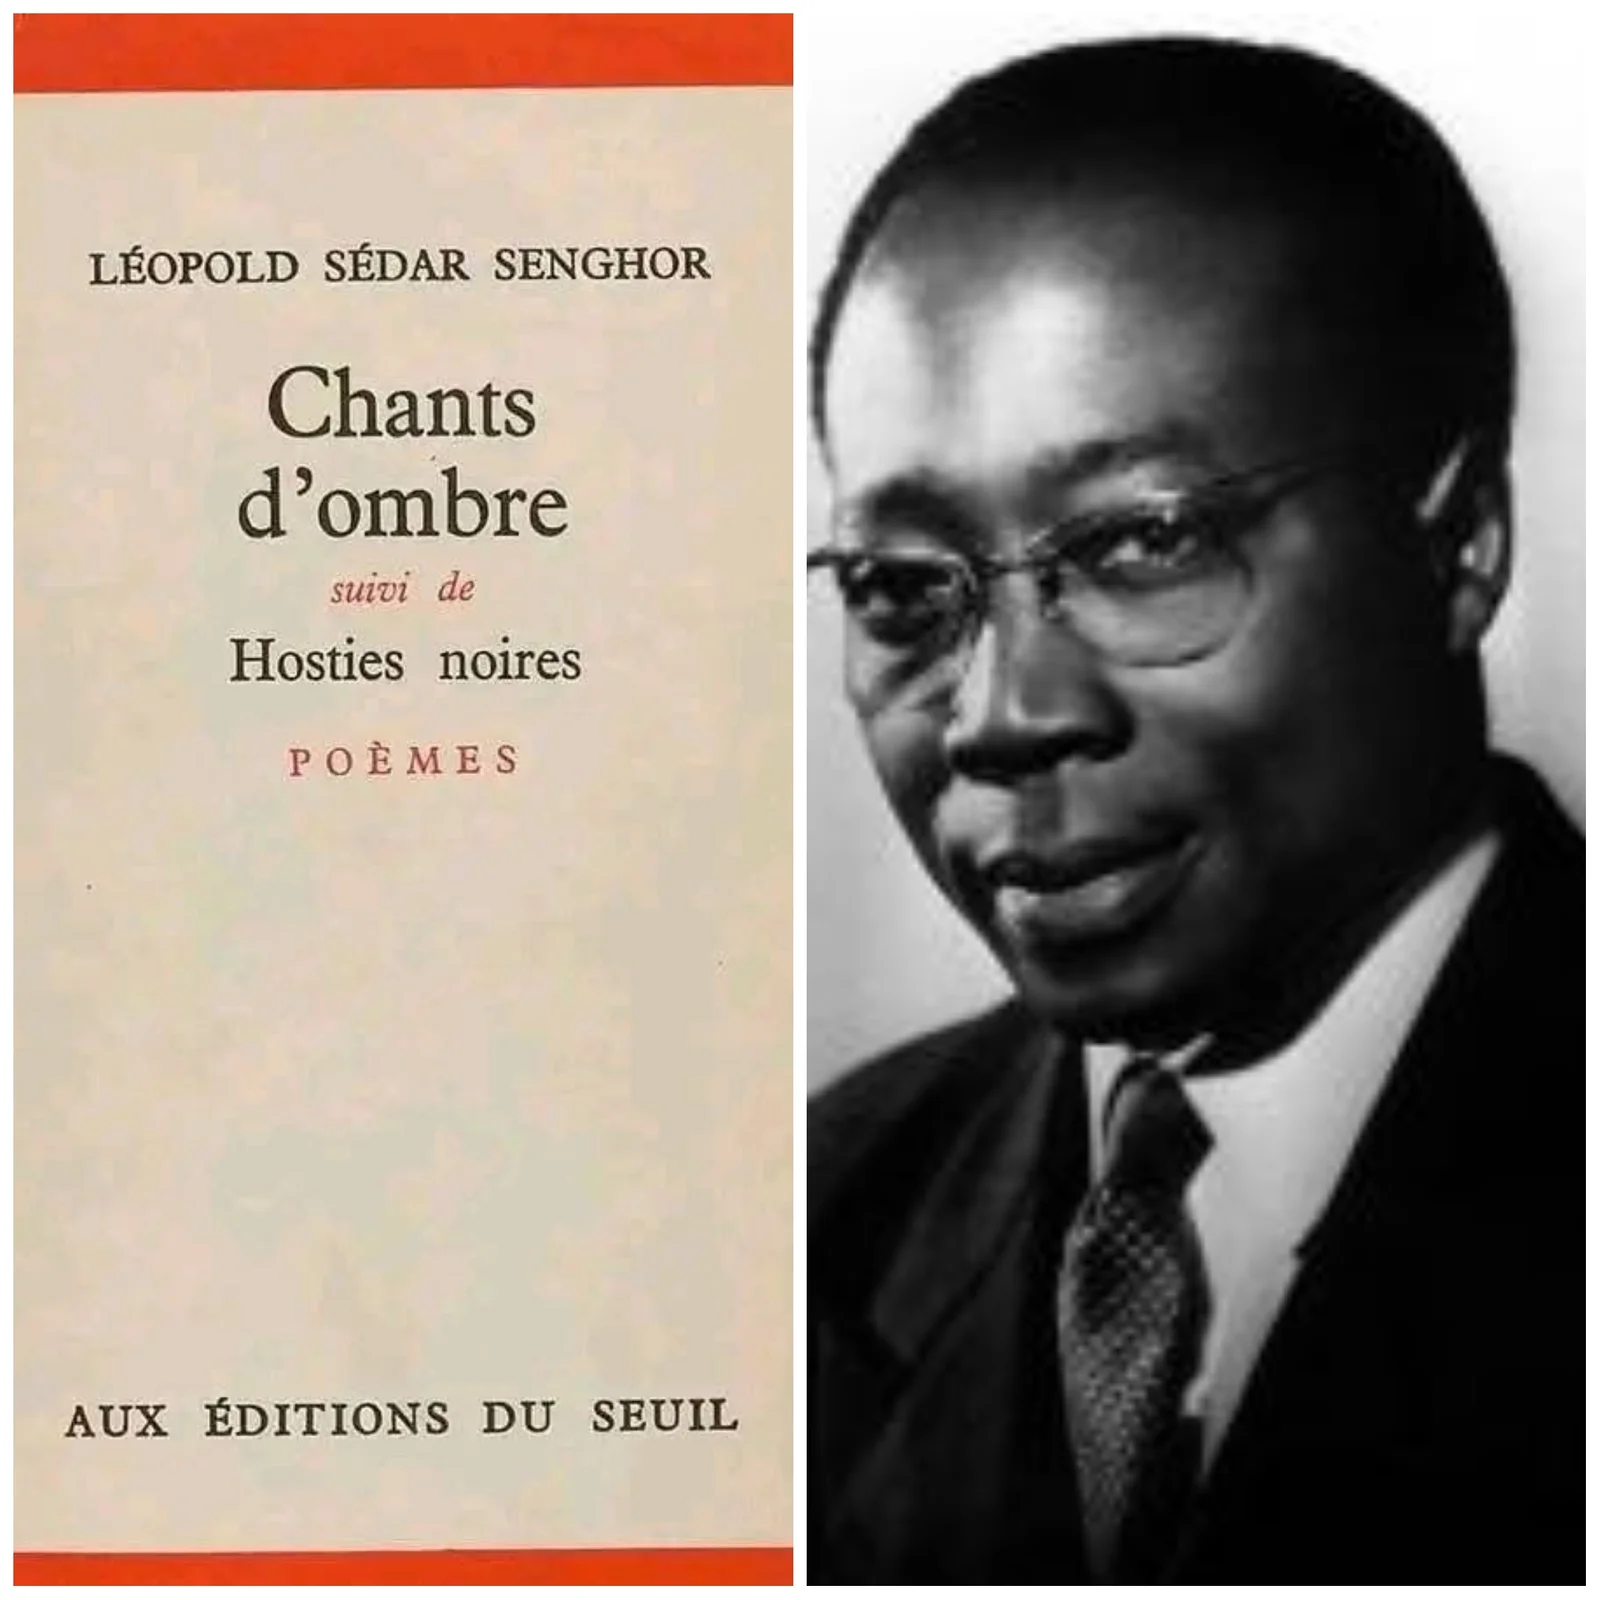 LÉOPOLD SÉDAR SENGHOR
Chants
d'ombre
suivi de
Hosties noires
POÈMES
AUX ÉDITIONS DU SEUIL